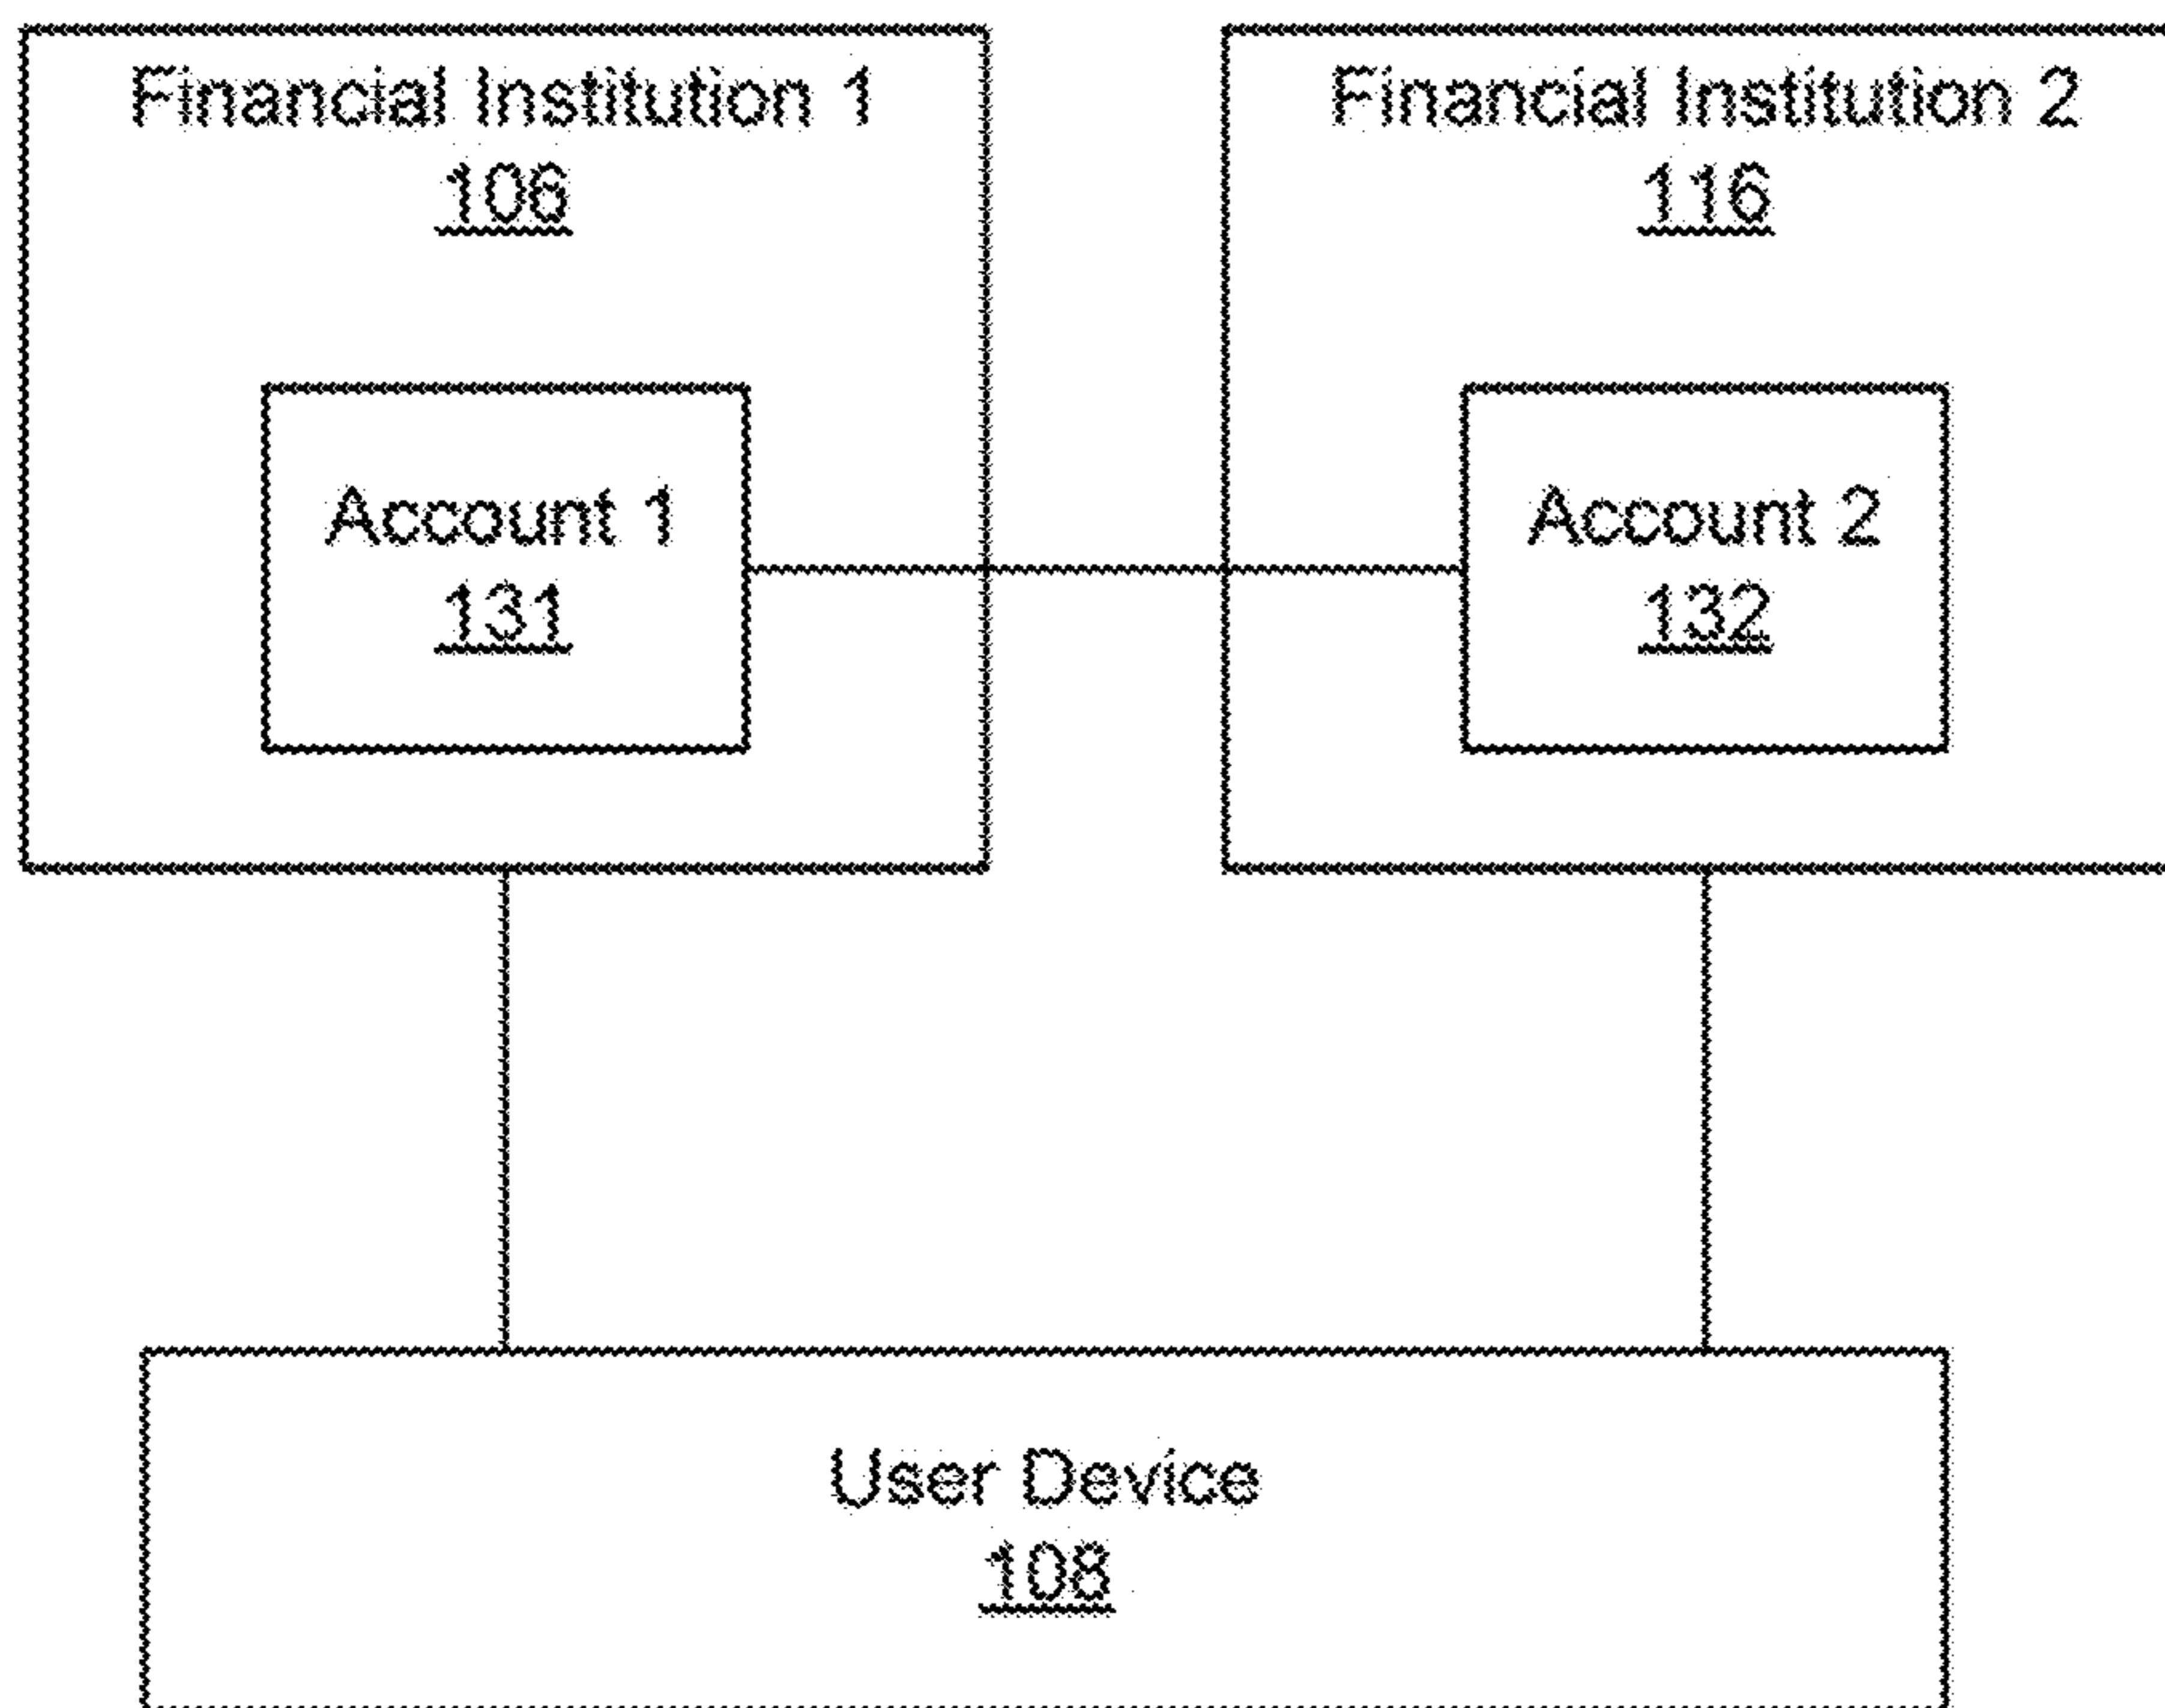 Financial Institution 1
106
Financial Institution 2
116
Account 1
131
Account 2
132
User Device
108